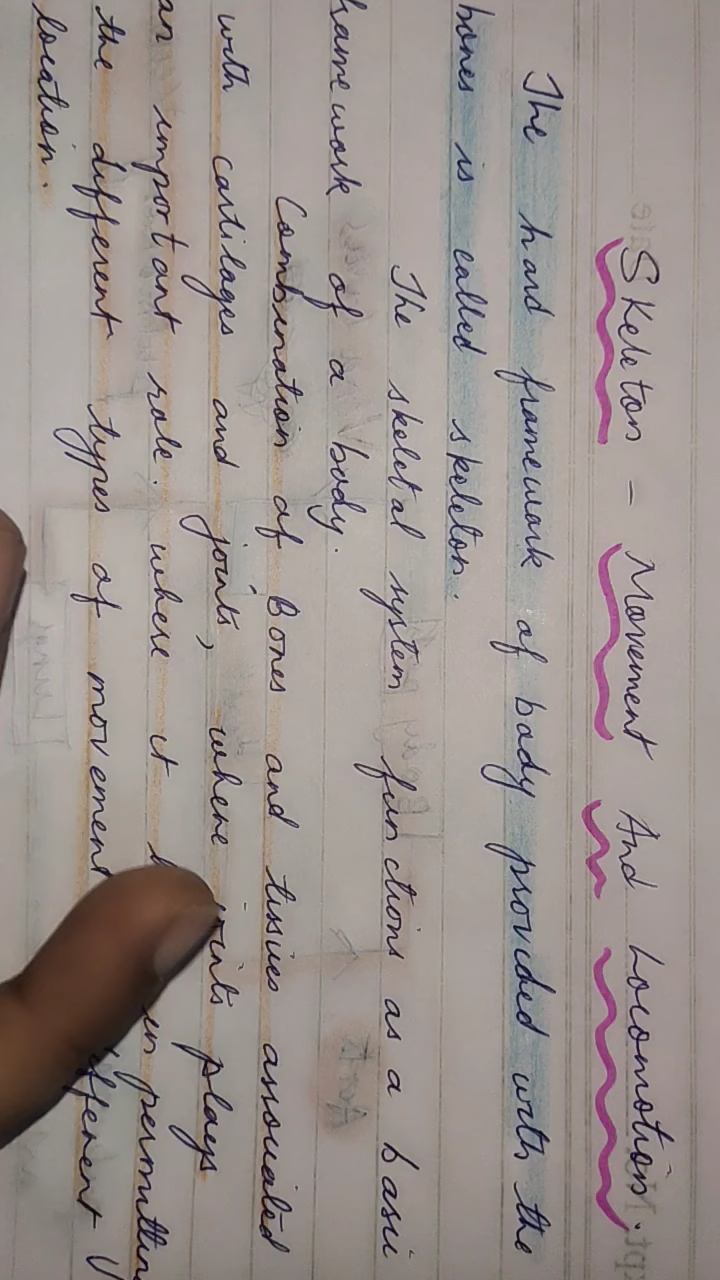 Skeleton - Movement And Locomotion.
The hard framework of body provided with the
bones is called skeleton.
The skeletal system functions as a basic
framework of a body.
Combination of Bones and tissues associated
with cartilages and joints, where joints plays
an important role. where it in permitting
the different types of movement
location.